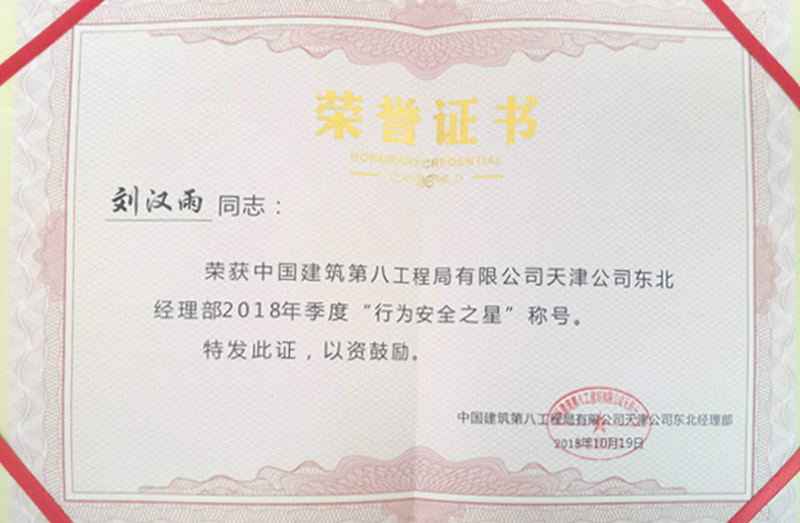 荣誉证书
HONORARY CREDENTIAL
刘汉雨 同志：
荣获中国建筑第八工程局有限公司天津公司东北
经理部2018年季度“行为安全之星”称号。
特发此证，以资鼓励。
中国建筑第八工程局有限公司天津公司东北经理部
2018年10月19日